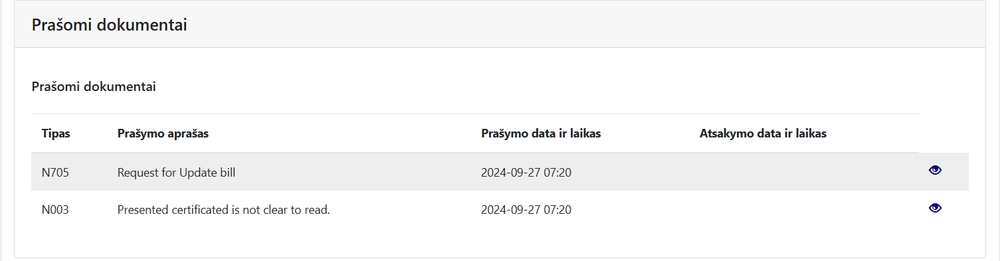 Prašomi dokumentai
Prašomi dokumentai
Tipas Prašymo aprašas Prašymo data ir laikas Atsakymo data ir laikas
N705 Request for Update bill 2024-09-27 07:20
N003 Presented certificated is not clear to read. 2024-09-27 07:20